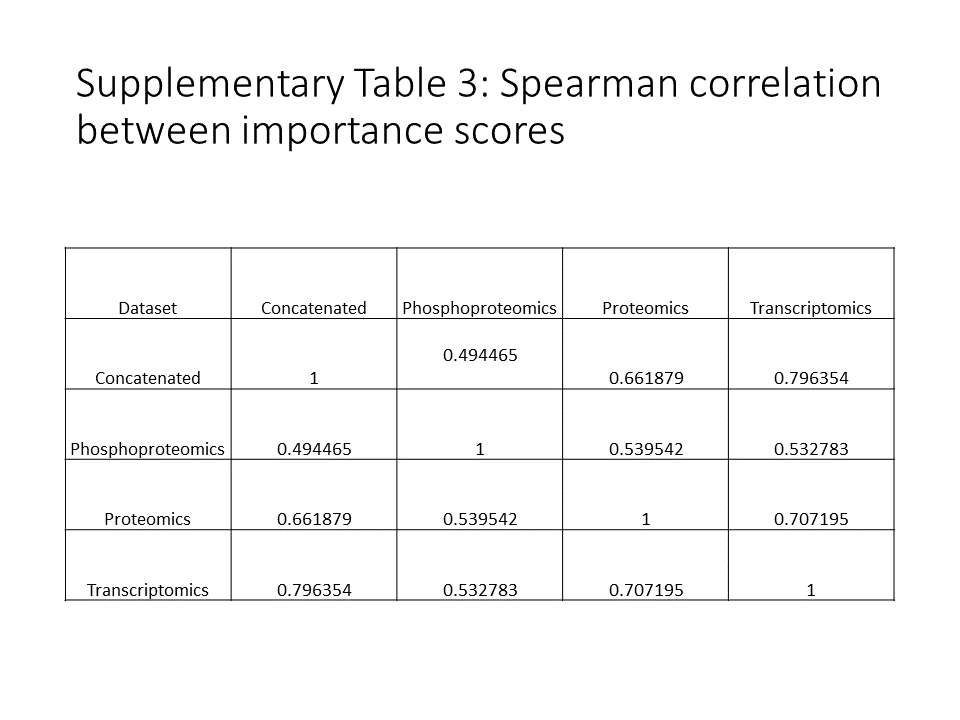 Supplementary Table 3: Spearman correlation
between importance scores
Dataset Concatenated Phosphoproteomics Proteomics Transcriptomics
Concatenated 1 0.494465 0.661879 0.796354
Phosphoproteomics 0.494465 1 0.539542 0.532783
Proteomics 0.661879 0.539542 1 0.707195
Transcriptomics 0.796354 0.532783 0.707195 1